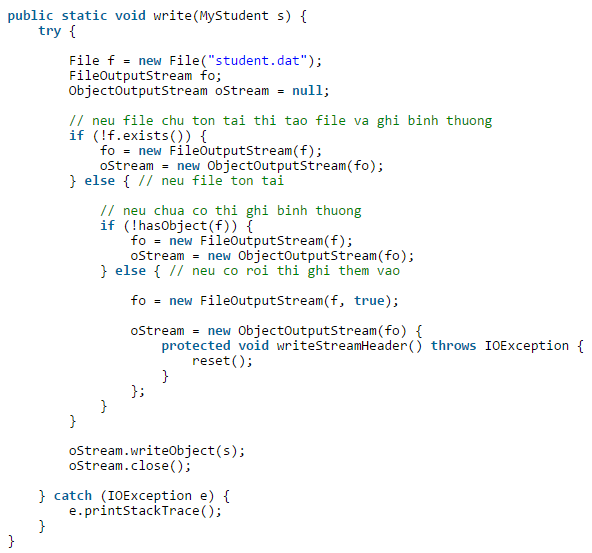 public static void write(MyStudent s) {
    try {

        File f = new File("student.dat");
        FileOutputStream fo;
        ObjectOutputStream oStream = null;

        // neu file chu ton tai thi tao file va ghi binh thuong
        if (!f.exists()) {
            fo = new FileOutputStream(f);
            oStream = new ObjectOutputStream(fo);
        } else { // neu file ton tai

            // neu chua co thi ghi binh thuong
            if (!hasObject(f)) {
                fo = new FileOutputStream(f);
                oStream = new ObjectOutputStream(fo);
            } else { // neu co roi thi ghi them vao

                fo = new FileOutputStream(f, true);

                oStream = new ObjectOutputStream(fo) {
                    protected void writeStreamHeader() throws IOException {
                        reset();
                    }
                };
            }
        }

        oStream.writeObject(s);
        oStream.close();

    } catch (IOException e) {
        e.printStackTrace();
    }
}